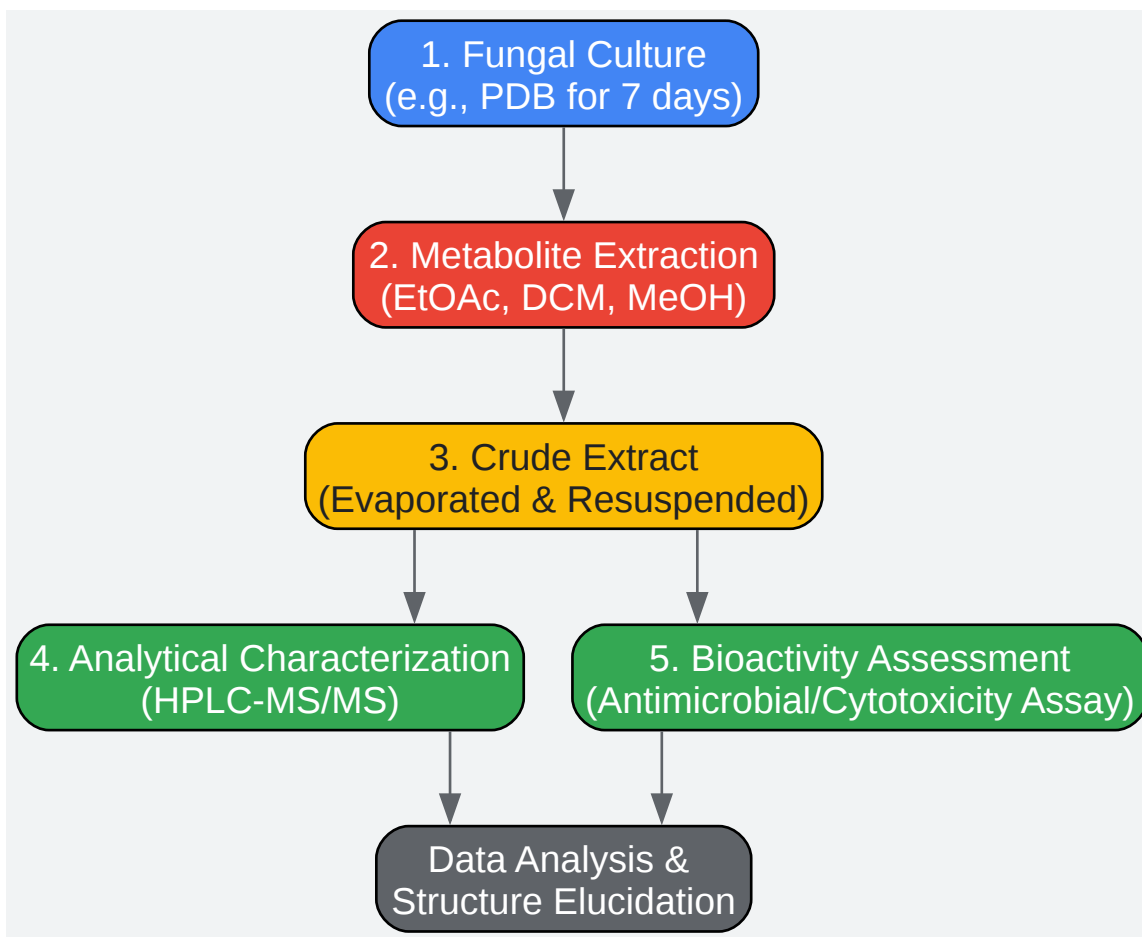 1. Fungal Culture
(e.g., PDB for 7 days)
2. Metabolite Extraction
(EtOAc, DCM, MeOH)
3. Crude Extract
(Evaporated & Resuspended)
4. Analytical Characterization
(HPLC-MS/MS)
5. Bioactivity Assessment
(Antimicrobial/Cytotoxicity Assay)
Data Analysis &
Structure Elucidation